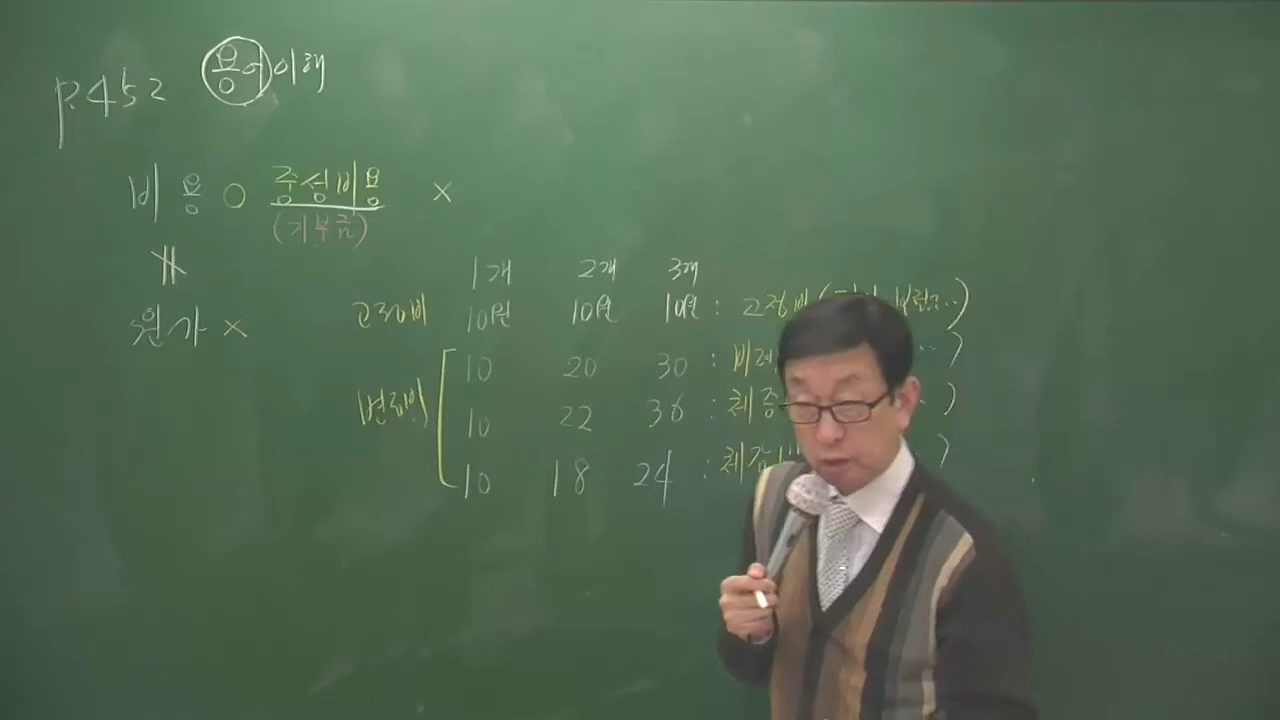 P.452 용어이해
비용 ○ 중성비용 ×
(기부금)
∦
원가 ×
1개 2개 3개
고정비 10원 10원 10원 : 고정비 ( )
변동비 10 20 30 : 비례 )
10 22 36 : 체증 )
10 18 24 : 체감 )